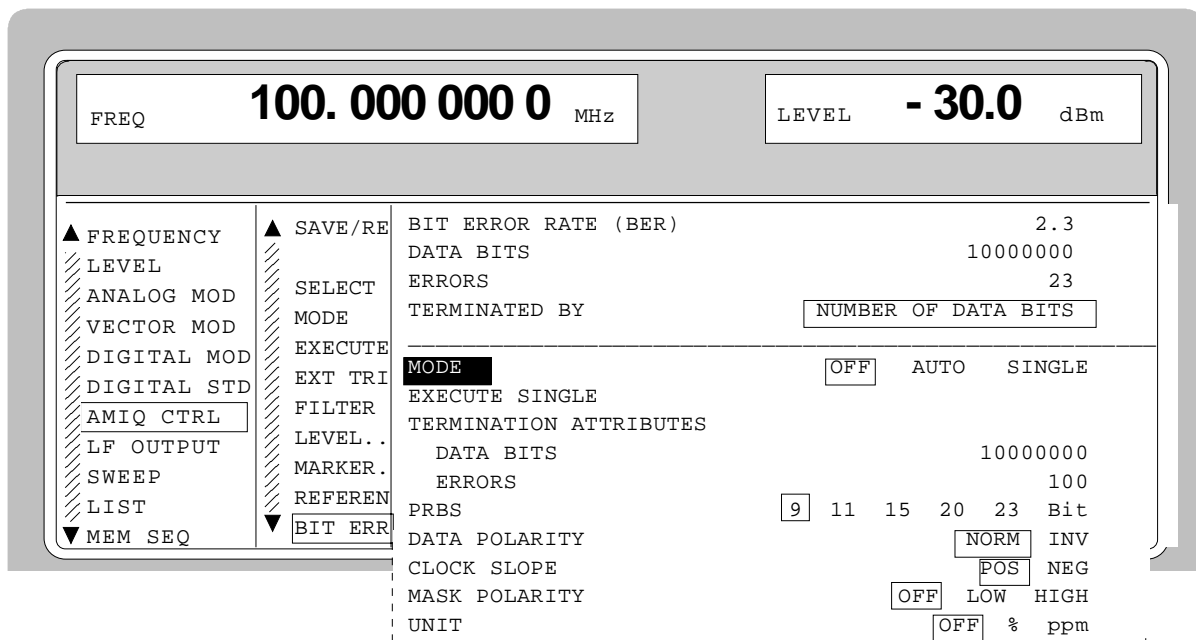 FREQ 100. 000 000 0 MHz
LEVEL - 30.0 dBm
FREQUENCY
LEVEL
ANALOG MOD
VECTOR MOD
DIGITAL MOD
DIGITAL STD
AMIQ CTRL
LF OUTPUT
SWEEP
LIST
MEM SEQ
SAVE/RE
SELECT
MODE
EXECUTE
EXT TRI
FILTER
LEVEL..
MARKER.
REFEREN
BIT ERR
BIT ERROR RATE (BER) 2.3
DATA BITS 10000000
ERRORS 23
TERMINATED BY NUMBER OF DATA BITS
MODE OFF AUTO SINGLE
EXECUTE SINGLE
TERMINATION ATTRIBUTES
DATA BITS 10000000
ERRORS 100
PRBS 9 11 15 20 23 Bit
DATA POLARITY NORM INV
CLOCK SLOPE POS NEG
MASK POLARITY OFF LOW HIGH
UNIT OFF % ppm